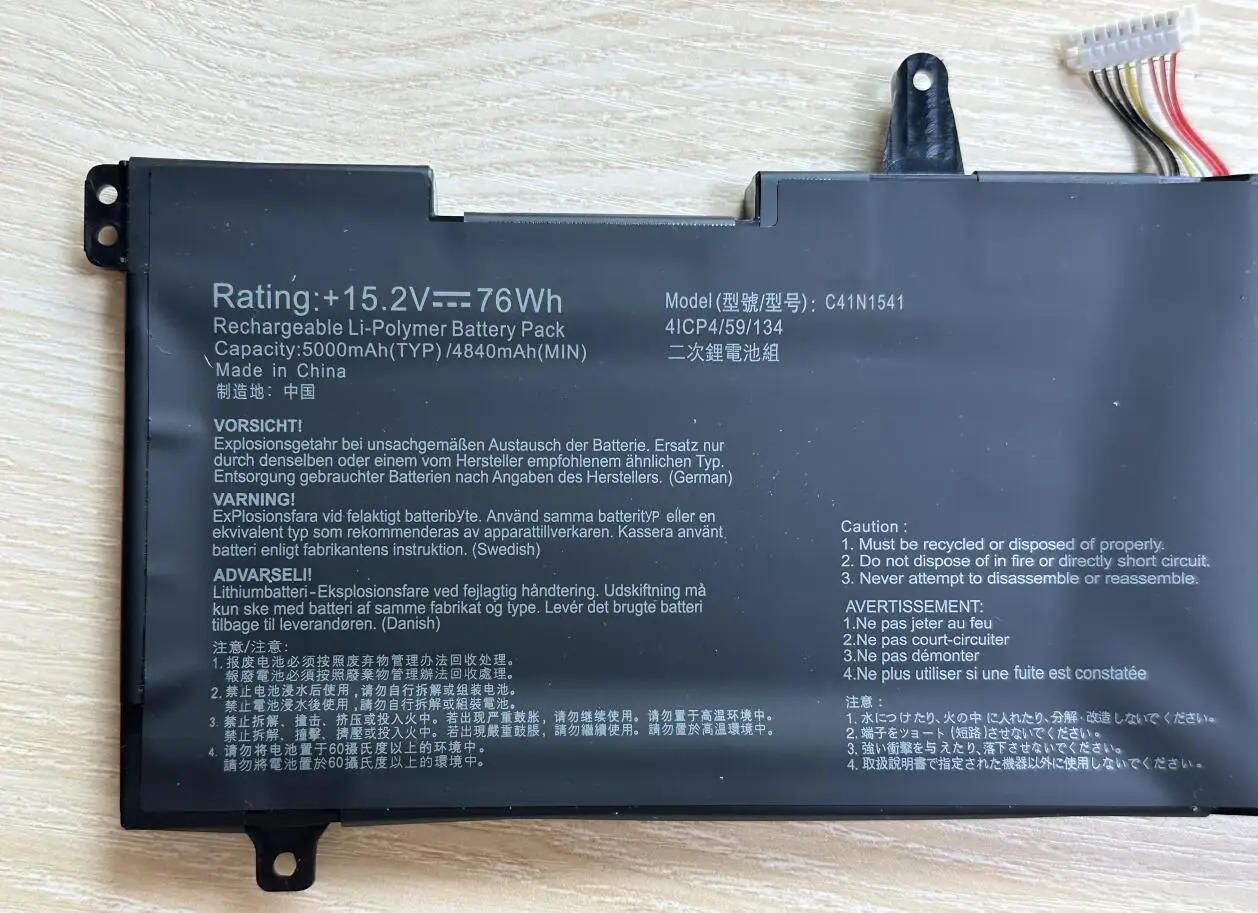 Rating:+15.2V⎓76Wh
Rechargeable Li-Polymer Battery Pack
Capacity:5000mAh(TYP) /4840mAh(MIN)
Made in China
制造地：中国
Model(型號/型号)：C41N1541
4ICP4/59/134
二次鋰電池組
VORSICHT!
Explosionsgetahr bei unsachgemäßen Austausch der Batterie. Ersatz nur
durch denselben oder einem vom Hersteller empfohlenem ähnlichen Typ.
Entsorgung gebrauchter Batterien nach Angaben des Herstellers. (German)
VARNING!
ExPlosionsfara vid felaktigt batteribyte. Använd samma batteritYP eller en
ekvivalent typ som rekommenderas av apparattillverkaren. Kassera använt
batteri enligt fabrikantens instruktion. (Swedish)
ADVARSELI!
Lithiumbatteri-Eksplosionsfare ved fejlagtig håndtering. Udskiftning må
kun ske med batteri af samme fabrikat og type. Levér det brugte batteri
tilbage til leverandøren. (Danish)
注意/注意:
1. 报废电池必须按照废弃物管理办法回收处理。
報廢電池必須按照廢棄物管理辦法回收處理。
2. 禁止电池浸水后使用,请勿自行拆解或组装电池。
禁止電池浸水後使用,請勿自行拆解或組裝電池。
3. 禁止拆解、撞击、挤压或投入火中。若出现严重鼓胀，请勿继续使用。请勿置于高温环境中。
禁止拆解、撞擊、擠壓或投入火中。若出現嚴重鼓脹，請勿繼續使用。請勿置於高溫環境中。
4. 请勿将电池置于60摄氏度以上的环境中。
請勿將電池置於60攝氏度以上的環境中。
Caution :
1. Must be recycled or disposed of properly.
2. Do not dispose of in fire or directly short circuit.
3. Never attempt to disassemble or reassemble.
AVERTISSEMENT:
1.Ne pas jeter au feu
2.Ne pas court-circuiter
3.Ne pas démonter
4.Ne plus utiliser si une fuite est constatée
注意：
1. 水につけたり、火の中に入れたり、分解・改造しないでください。
2. 端子をツョート (短路)させないでください。
3. 強い衝擊を与えたり、落下させないでください。
4. 取扱說明書で指定された機器以外に使用しないでください。